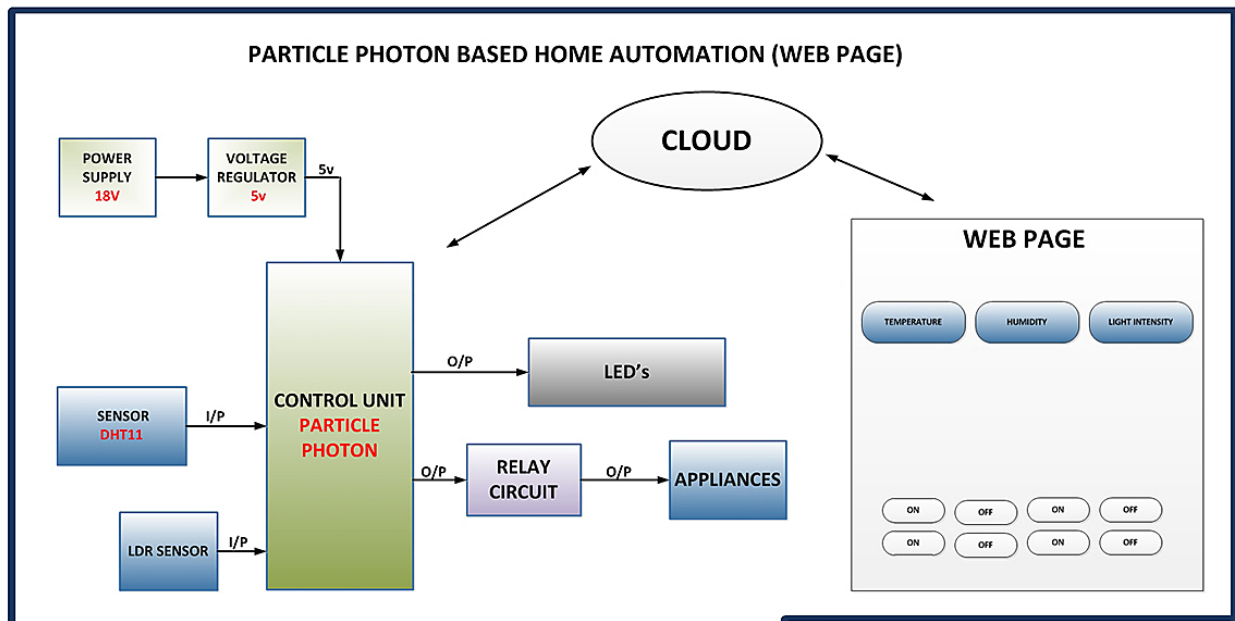 PARTICLE PHOTON BASED HOME AUTOMATION (WEB PAGE)
CLOUD
POWER
SUPPLY
18V
VOLTAGE
REGULATOR
5v
5v
WEB PAGE
TEMPERATURE
HUMIDITY
LIGHT INTENSITY
O/P
LED's
SENSOR
DHT11
I/P
CONTROL UNIT
PARTICLE
PHOTON
O/P
RELAY
CIRCUIT
O/P
APPLIANCES
LDR SENSOR
I/P
ON
OFF
ON
OFF
ON
OFF
ON
OFF